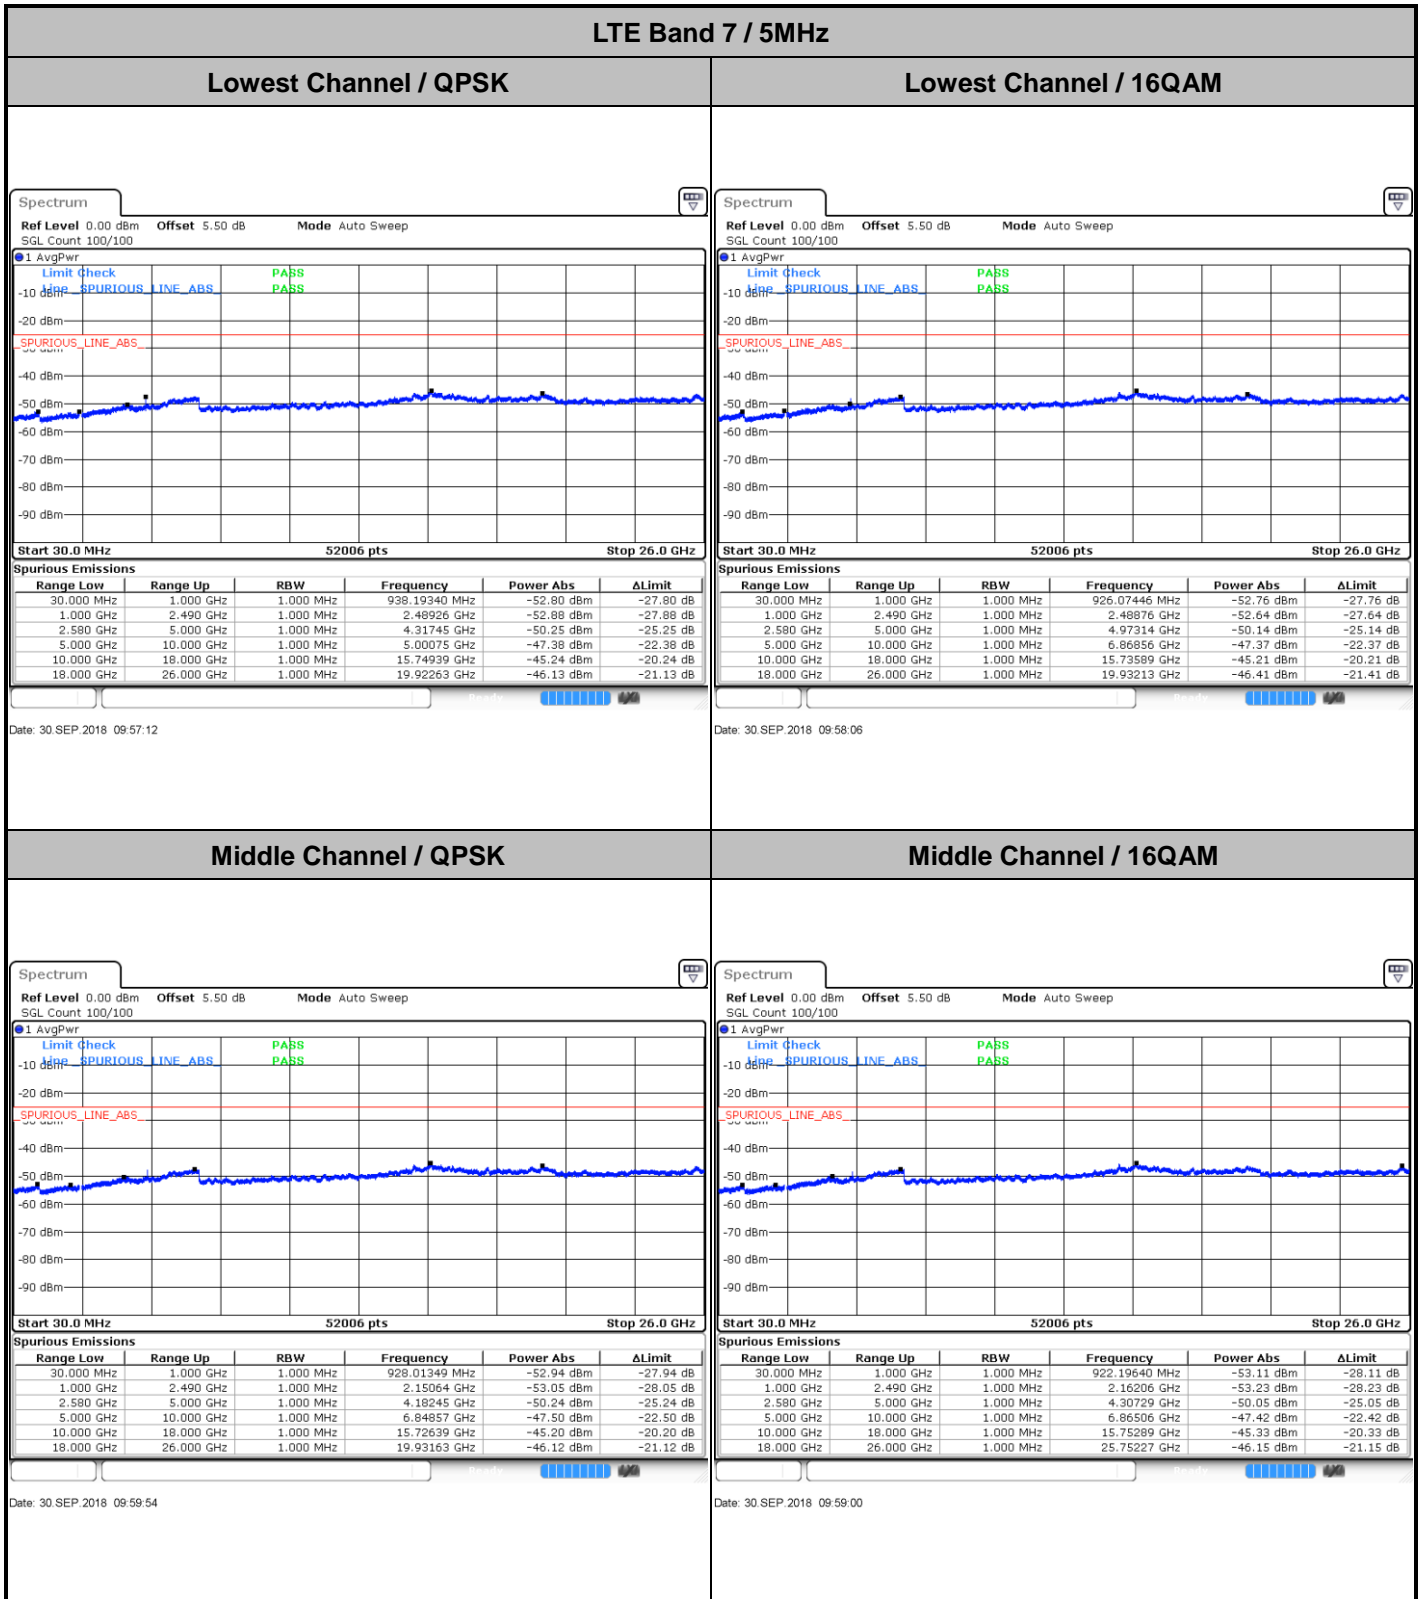 LTE Band 7 / 5MHz
Lowest Channel / QPSK
Lowest Channel / 16QAM
Spectrum
Ref Level 0.00 dBm Offset 5.50 dB Mode Auto Sweep
SGL Count 100/100
1 AvgPwr
Limit Check PASS
Line _SPURIOUS_LINE_ABS_ PASS
-10 dBm
-20 dBm
_SPURIOUS_LINE_ABS_
-40 dBm
-50 dBm
-60 dBm
-70 dBm
-80 dBm
-90 dBm
Start 30.0 MHz 52006 pts Stop 26.0 GHz
Spurious Emissions
Range Low Range Up RBW Frequency Power Abs ΔLimit
30.000 MHz 1.000 GHz 1.000 MHz 938.19340 MHz -52.80 dBm -27.80 dB
1.000 GHz 2.490 GHz 1.000 MHz 2.48926 GHz -52.88 dBm -27.88 dB
2.580 GHz 5.000 GHz 1.000 MHz 4.31745 GHz -50.25 dBm -25.25 dB
5.000 GHz 10.000 GHz 1.000 MHz 5.00075 GHz -47.38 dBm -22.38 dB
10.000 GHz 18.000 GHz 1.000 MHz 15.74939 GHz -45.24 dBm -20.24 dB
18.000 GHz 26.000 GHz 1.000 MHz 19.92263 GHz -46.13 dBm -21.13 dB
Date: 30.SEP.2018 09:57:12
Spectrum
Ref Level 0.00 dBm Offset 5.50 dB Mode Auto Sweep
SGL Count 100/100
1 AvgPwr
Limit Check PASS
Line _SPURIOUS_LINE_ABS_ PASS
-10 dBm
-20 dBm
_SPURIOUS_LINE_ABS_
-40 dBm
-50 dBm
-60 dBm
-70 dBm
-80 dBm
-90 dBm
Start 30.0 MHz 52006 pts Stop 26.0 GHz
Spurious Emissions
Range Low Range Up RBW Frequency Power Abs ΔLimit
30.000 MHz 1.000 GHz 1.000 MHz 926.07446 MHz -52.76 dBm -27.76 dB
1.000 GHz 2.490 GHz 1.000 MHz 2.48876 GHz -52.64 dBm -27.64 dB
2.580 GHz 5.000 GHz 1.000 MHz 4.97314 GHz -50.14 dBm -25.14 dB
5.000 GHz 10.000 GHz 1.000 MHz 6.86856 GHz -47.37 dBm -22.37 dB
10.000 GHz 18.000 GHz 1.000 MHz 15.73589 GHz -45.21 dBm -20.21 dB
18.000 GHz 26.000 GHz 1.000 MHz 19.93213 GHz -46.41 dBm -21.41 dB
Date: 30.SEP.2018 09:58:06
Middle Channel / QPSK
Middle Channel / 16QAM
Spectrum
Ref Level 0.00 dBm Offset 5.50 dB Mode Auto Sweep
SGL Count 100/100
1 AvgPwr
Limit Check PASS
Line _SPURIOUS_LINE_ABS_ PASS
-10 dBm
-20 dBm
_SPURIOUS_LINE_ABS_
-40 dBm
-50 dBm
-60 dBm
-70 dBm
-80 dBm
-90 dBm
Start 30.0 MHz 52006 pts Stop 26.0 GHz
Spurious Emissions
Range Low Range Up RBW Frequency Power Abs ΔLimit
30.000 MHz 1.000 GHz 1.000 MHz 928.01349 MHz -52.94 dBm -27.94 dB
1.000 GHz 2.490 GHz 1.000 MHz 2.15064 GHz -53.05 dBm -28.05 dB
2.580 GHz 5.000 GHz 1.000 MHz 4.18245 GHz -50.24 dBm -25.24 dB
5.000 GHz 10.000 GHz 1.000 MHz 6.84857 GHz -47.50 dBm -22.50 dB
10.000 GHz 18.000 GHz 1.000 MHz 15.72639 GHz -45.20 dBm -20.20 dB
18.000 GHz 26.000 GHz 1.000 MHz 19.93163 GHz -46.12 dBm -21.12 dB
Date: 30.SEP.2018 09:59:54
Spectrum
Ref Level 0.00 dBm Offset 5.50 dB Mode Auto Sweep
SGL Count 100/100
1 AvgPwr
Limit Check PASS
Line _SPURIOUS_LINE_ABS_ PASS
-10 dBm
-20 dBm
_SPURIOUS_LINE_ABS_
-40 dBm
-50 dBm
-60 dBm
-70 dBm
-80 dBm
-90 dBm
Start 30.0 MHz 52006 pts Stop 26.0 GHz
Spurious Emissions
Range Low Range Up RBW Frequency Power Abs ΔLimit
30.000 MHz 1.000 GHz 1.000 MHz 922.19640 MHz -53.11 dBm -28.11 dB
1.000 GHz 2.490 GHz 1.000 MHz 2.16206 GHz -53.23 dBm -28.23 dB
2.580 GHz 5.000 GHz 1.000 MHz 4.30729 GHz -50.05 dBm -25.05 dB
5.000 GHz 10.000 GHz 1.000 MHz 6.86506 GHz -47.42 dBm -22.42 dB
10.000 GHz 18.000 GHz 1.000 MHz 15.75289 GHz -45.33 dBm -20.33 dB
18.000 GHz 26.000 GHz 1.000 MHz 25.75227 GHz -46.15 dBm -21.15 dB
Date: 30.SEP.2018 09:59:00